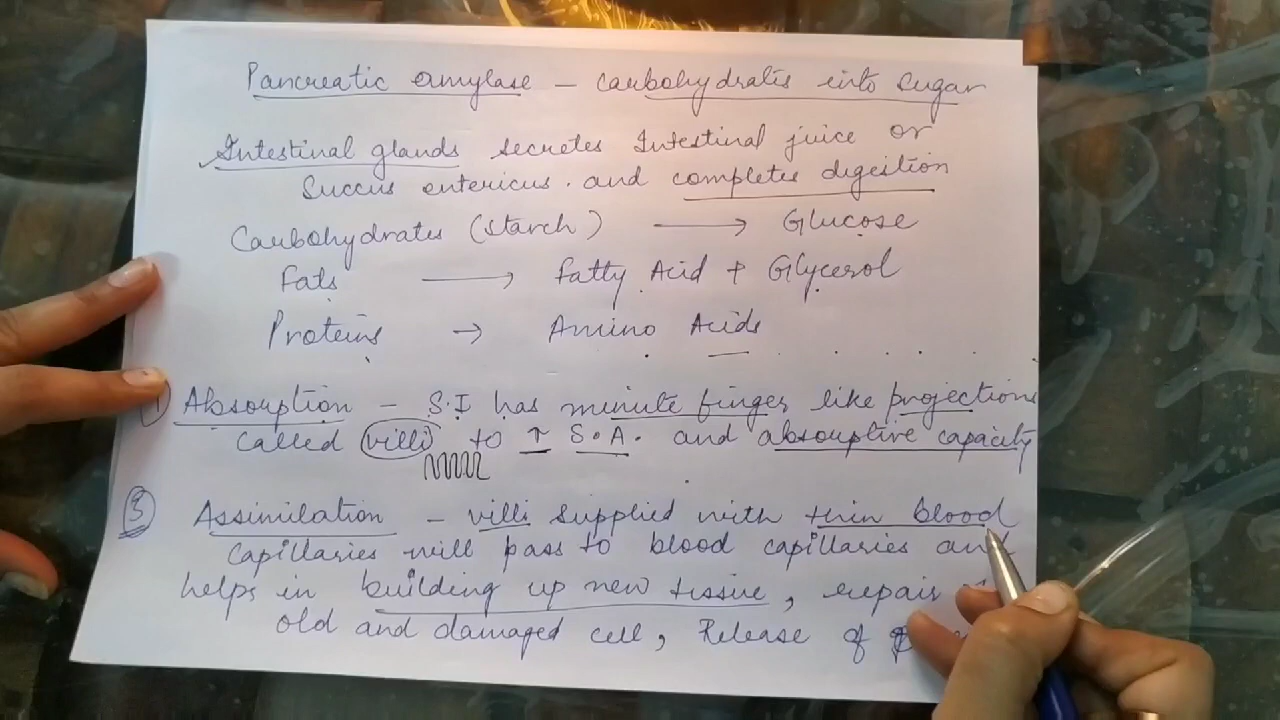 Pancreatic amylase – carbohydrates into sugar
Intestinal glands secretes Intestinal juice or
Succus entericus. and completes digestion
Carbohydrates (starch) → Glucose
Fats → Fatty Acid + Glycerol
Proteins → Amino Acids
1) Absorption – S.I has minute finger like projections
called villi to ↑ S.A. and absorptive capacity
3 Assimilation – villi supplied with thin blood
capillaries will pass to blood capillaries and
helps in building up new tissue, repair
old and damaged cell, Release of